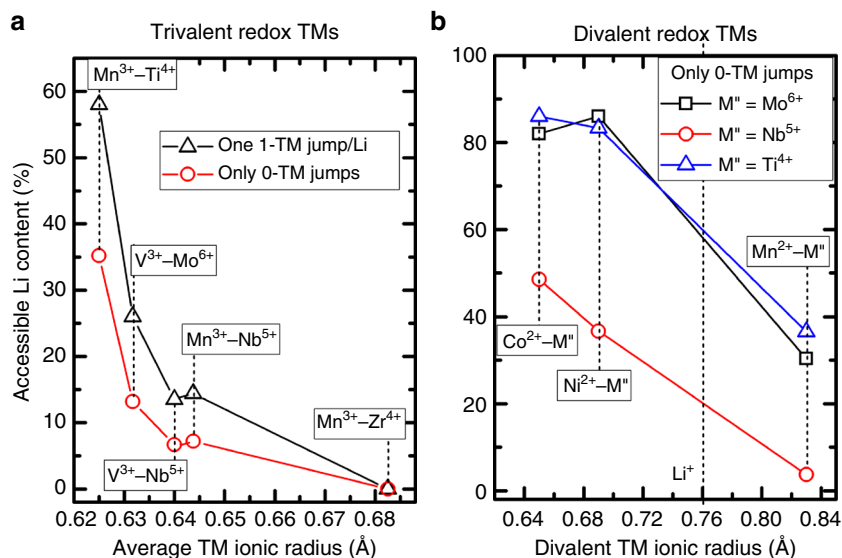 a
Trivalent redox TMs
Accessible Li content (%)
60
45
30
15
0
Mn³⁺–Ti⁴⁺
V³⁺–Mo⁶⁺
Mn³⁺–Nb⁵⁺
Mn³⁺–Zr⁴⁺
V³⁺–Nb⁵⁺
One 1-TM jump/Li
Only 0-TM jumps
0.62 0.63 0.64 0.65 0.66 0.67 0.68
Average TM ionic radius (Å)
b
Divalent redox TMs
100
80
60
40
20
0
Only 0-TM jumps
M" = Mo⁶⁺
M" = Nb⁵⁺
M" = Ti⁴⁺
Mn²⁺–M"
Co²⁺–M"
Ni²⁺–M"
Li⁺
0.64 0.68 0.72 0.76 0.80 0.84
Divalent TM ionic radius (Å)